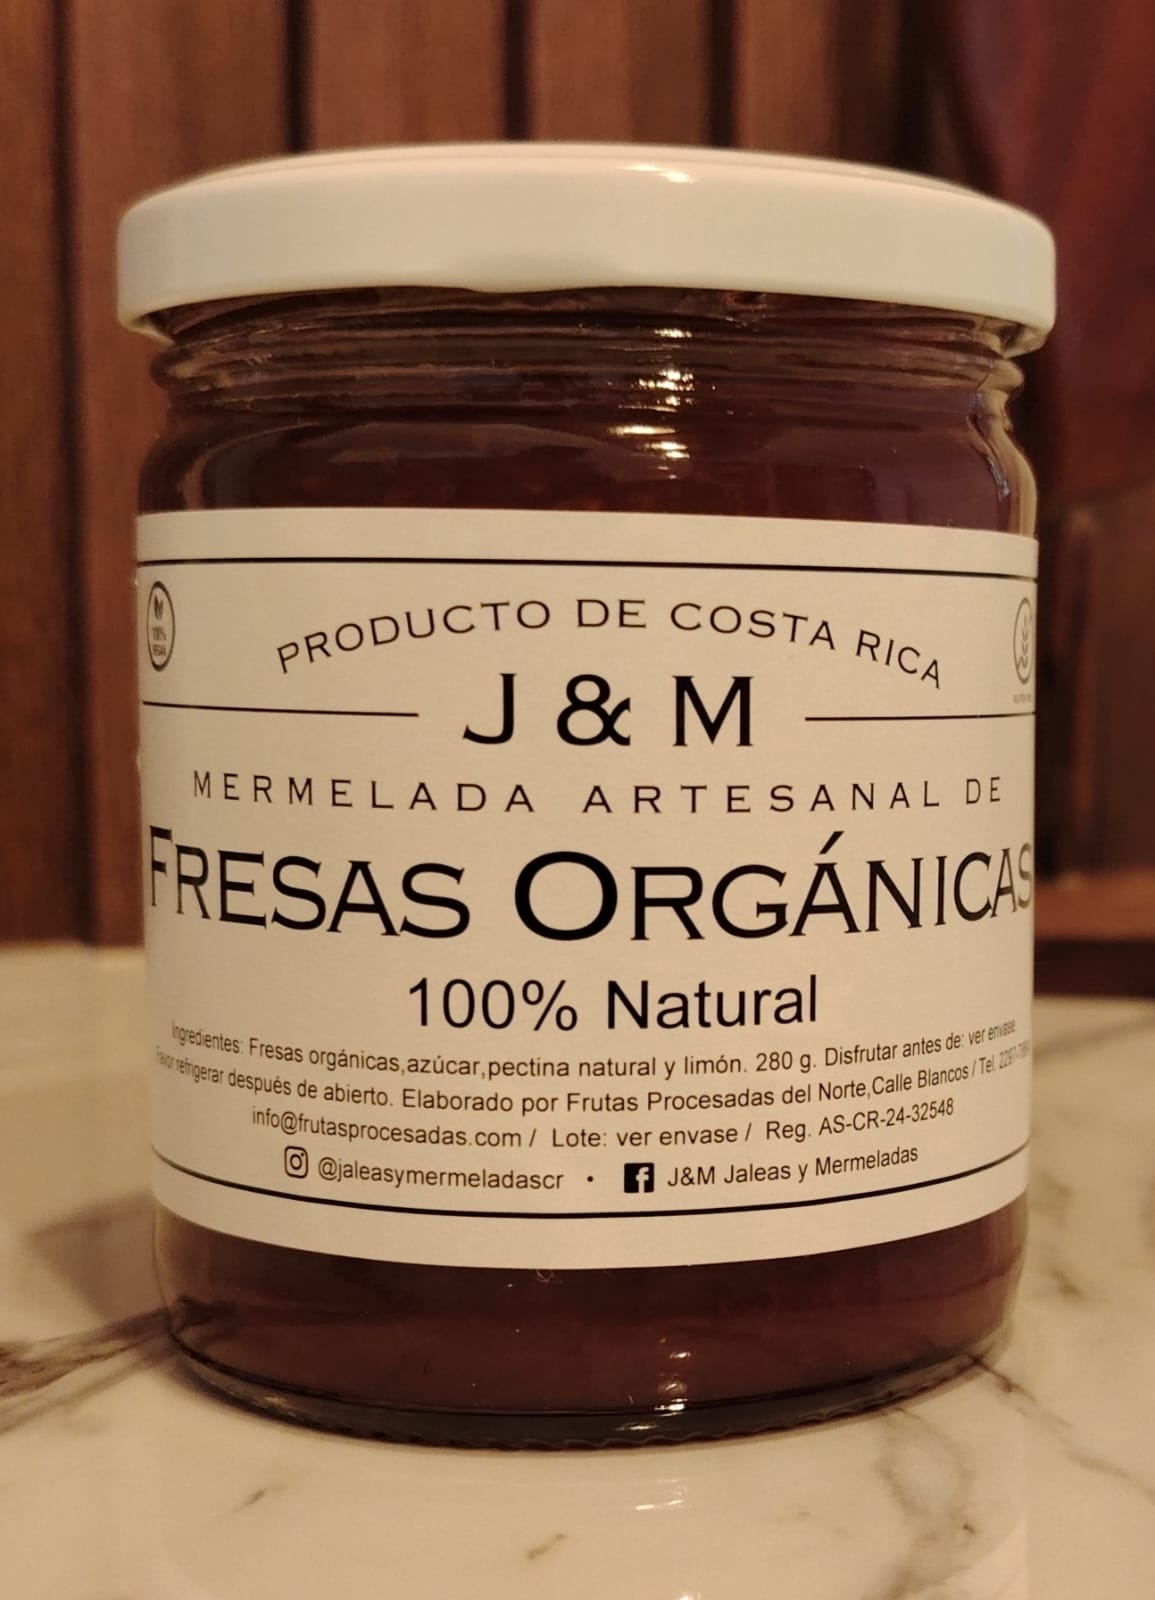 PRODUCTO DE COSTA RICA
100%
VEGAN
J & M
MERMELADA ARTESANAL DE
FRESAS ORGÁNICAS
100% Natural
Ingredientes: Fresas orgánicas,azúcar,pectina natural y limón. 280 g. Disfrutar antes de: ver envase.
Favor refrigerar después de abierto. Elaborado por Frutas Procesadas del Norte,Calle Blancos / Tel.
info@frutasprocesadas.com / Lote: ver envase / Reg. AS-CR-24-32548
@jaleasymermeladascr • f J&M Jaleas y Mermeladas